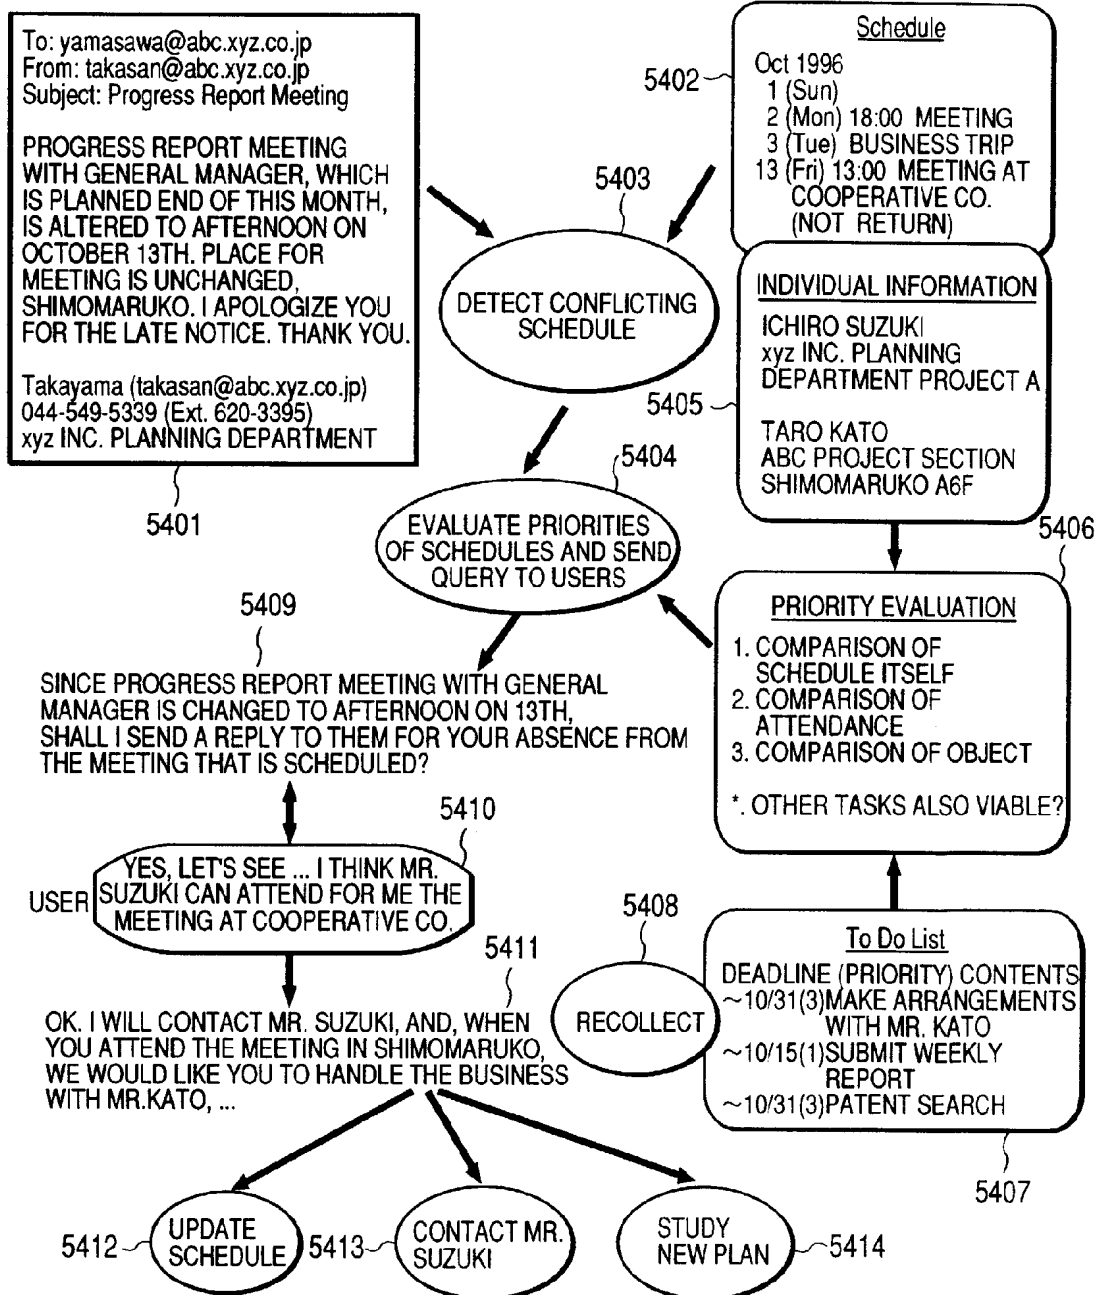 To: yamasawa@abc.xyz.co.jp
From: takasan@abc.xyz.co.jp
Subject: Progress Report Meeting
PROGRESS REPORT MEETING
WITH GENERAL MANAGER, WHICH
IS PLANNED END OF THIS MONTH,
IS ALTERED TO AFTERNOON ON
OCTOBER 13TH. PLACE FOR
MEETING IS UNCHANGED,
SHIMOMARUKO. I APOLOGIZE YOU
FOR THE LATE NOTICE. THANK YOU.
Takayama (takasan@abc.xyz.co.jp)
044-549-5339 (Ext. 620-3395)
xyz INC. PLANNING DEPARTMENT
5401
Schedule
Oct 1996
1 (Sun)
2 (Mon) 18:00 MEETING
3 (Tue) BUSINESS TRIP
13 (Fri) 13:00 MEETING AT
COOPERATIVE CO.
(NOT RETURN)
5402
5403
DETECT CONFLICTING
SCHEDULE
INDIVIDUAL INFORMATION
ICHIRO SUZUKI
xyz INC. PLANNING
DEPARTMENT PROJECT A
TARO KATO
ABC PROJECT SECTION
SHIMOMARUKO A6F
5405
5404
EVALUATE PRIORITIES
OF SCHEDULES AND SEND
QUERY TO USERS
5406
PRIORITY EVALUATION
1. COMPARISON OF
SCHEDULE ITSELF
2. COMPARISON OF
ATTENDANCE
3. COMPARISON OF OBJECT
*. OTHER TASKS ALSO VIABLE?
5409
SINCE PROGRESS REPORT MEETING WITH GENERAL
MANAGER IS CHANGED TO AFTERNOON ON 13TH,
SHALL I SEND A REPLY TO THEM FOR YOUR ABSENCE FROM
THE MEETING THAT IS SCHEDULED?
5410
USER
YES, LET'S SEE ... I THINK MR.
SUZUKI CAN ATTEND FOR ME THE
MEETING AT COOPERATIVE CO.
5408
RECOLLECT
To Do List
DEADLINE (PRIORITY) CONTENTS
~10/31(3)MAKE ARRANGEMENTS
WITH MR. KATO
~10/15(1)SUBMIT WEEKLY
REPORT
~10/31(3)PATENT SEARCH
5407
5411
OK. I WILL CONTACT MR. SUZUKI, AND, WHEN
YOU ATTEND THE MEETING IN SHIMOMARUKO,
WE WOULD LIKE YOU TO HANDLE THE BUSINESS
WITH MR.KATO, ...
5412
UPDATE
SCHEDULE
5413
CONTACT MR.
SUZUKI
STUDY
NEW PLAN
5414